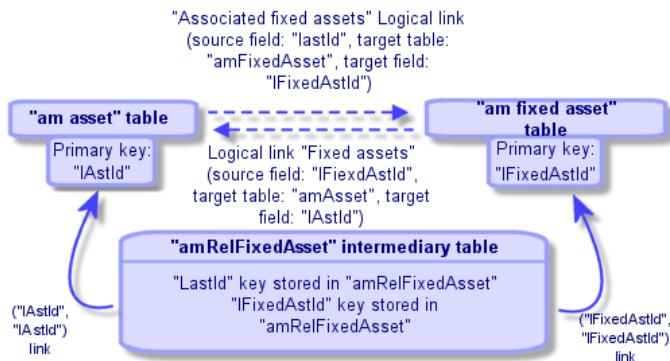 "Associated fixed assets" Logical link
(source field: "lastId", target table:
"amFixedAsset", target field:
"lFixedAstId")
"am asset" table
"am fixed asset"
table
Primary key:
"lAstId"
Primary key:
"lFixedAstId"
Logical link "Fixed assets"
(source field: "lFiexdAstId",
target table: "amAsset", target
field: "lAstId")
"amRelFixedAsset" intermediary table
"LastId" key stored in "amRelFixedAsset"
"lFixedAstId" key stored in
"amRelFixedAsset"
("lAstId",
"lAstId")
link
("lFixedAstId",
"lFixedAstId")
link